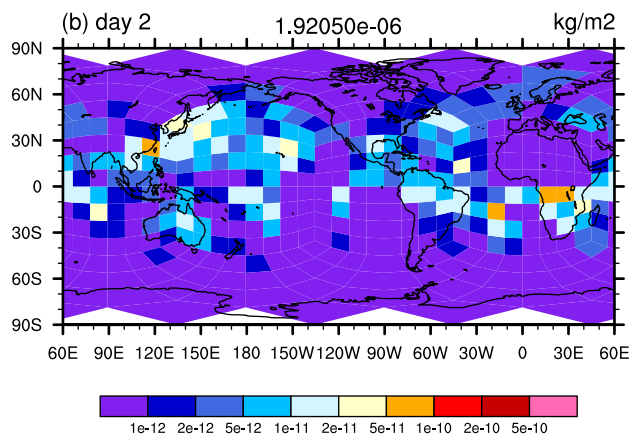 (b) day 2 1.92050e-06 kg/m2
90N
60N
30N
0
30S
60S
90S
60E 90E 120E 150E 180 150W 120W 90W 60W 30W 0 30E 60E
1e-12 2e-12 5e-12 1e-11 2e-11 5e-11 1e-10 2e-10 5e-10